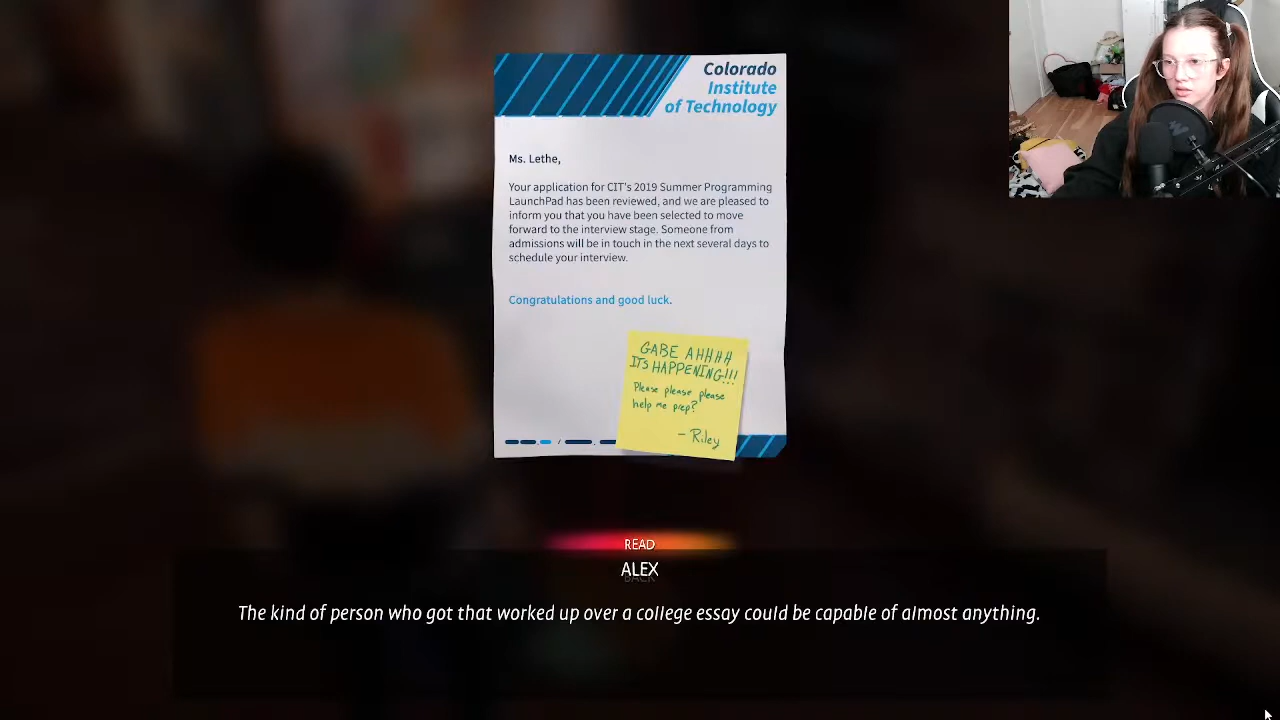 Colorado
Institute
of Technology
Ms. Lethe,
Your application for CIT's 2019 Summer Programming
LaunchPad has been reviewed, and we are pleased to
inform you that you have been selected to move
forward to the interview stage. Someone from
admissions will be in touch in the next several days to
schedule your interview.
Congratulations and good luck.
GABE AHHHH
ITS HAPPENING!!!
Please please please
help me prep?
- Riley
READ
ALEX
BACK
The kind of person who got that worked up over a college essay could be capable of almost anything.